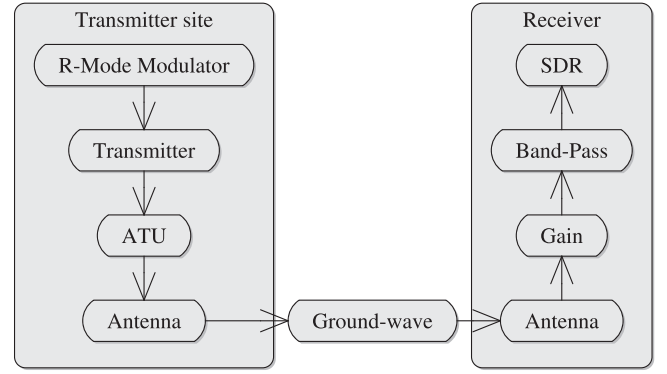 Transmitter site
R-Mode Modulator
Transmitter
ATU
Antenna
Ground-wave
Receiver
SDR
Band-Pass
Gain
Antenna